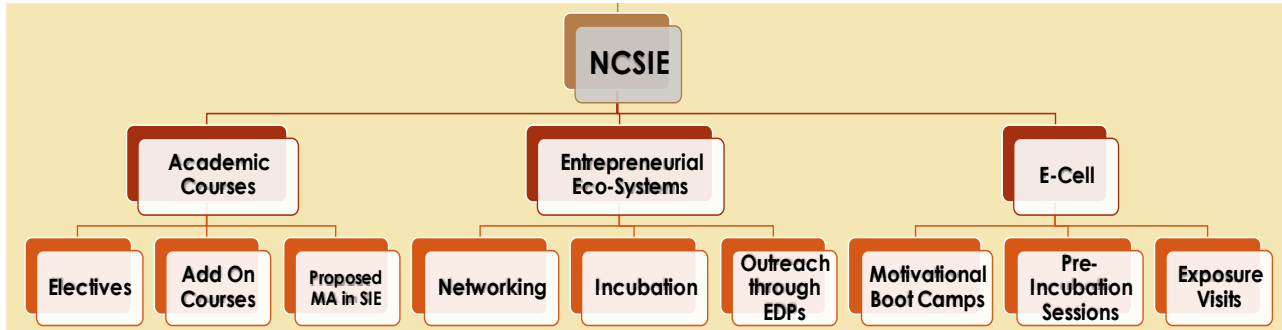 NCSIE
Academic
Courses
Entrepreneurial
Eco-Systems
E-Cell
Electives
Add On
Courses
Proposed
MA in SIE
Networking
Incubation
Outreach
through
EDPs
Motivational
Boot Camps
Pre-
Incubation
Sessions
Exposure
Visits